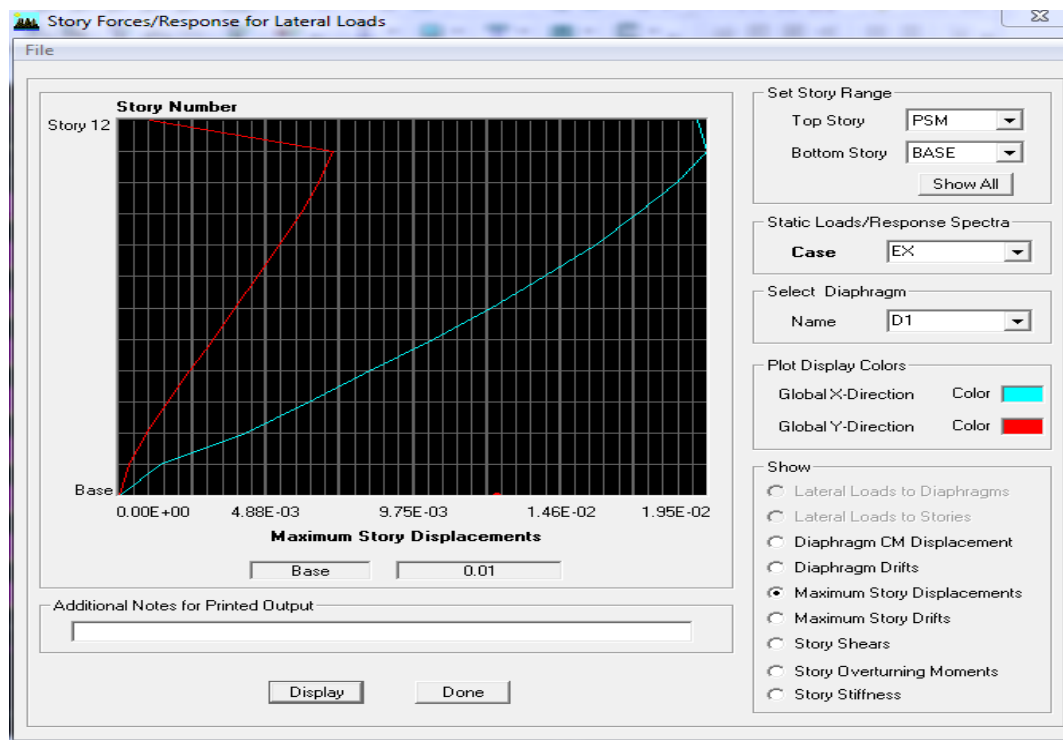 Story Forces/Response for Lateral Loads
File
Story Number
Story 12
Base
0.00E+00 4.88E-03 9.75E-03 1.46E-02 1.95E-02
Maximum Story Displacements
Base 0.01
Additional Notes for Printed Output
Display Done
Set Story Range
Top Story PSM
Bottom Story BASE
Show All
Static Loads/Response Spectra
Case EX
Select Diaphragm
Name D1
Plot Display Colors
Global X-Direction Color
Global Y-Direction Color
Show
Lateral Loads to Diaphragms
Lateral Loads to Stories
Diaphragm CM Displacement
Diaphragm Drifts
Maximum Story Displacements
Maximum Story Drifts
Story Shears
Story Overturning Moments
Story Stiffness